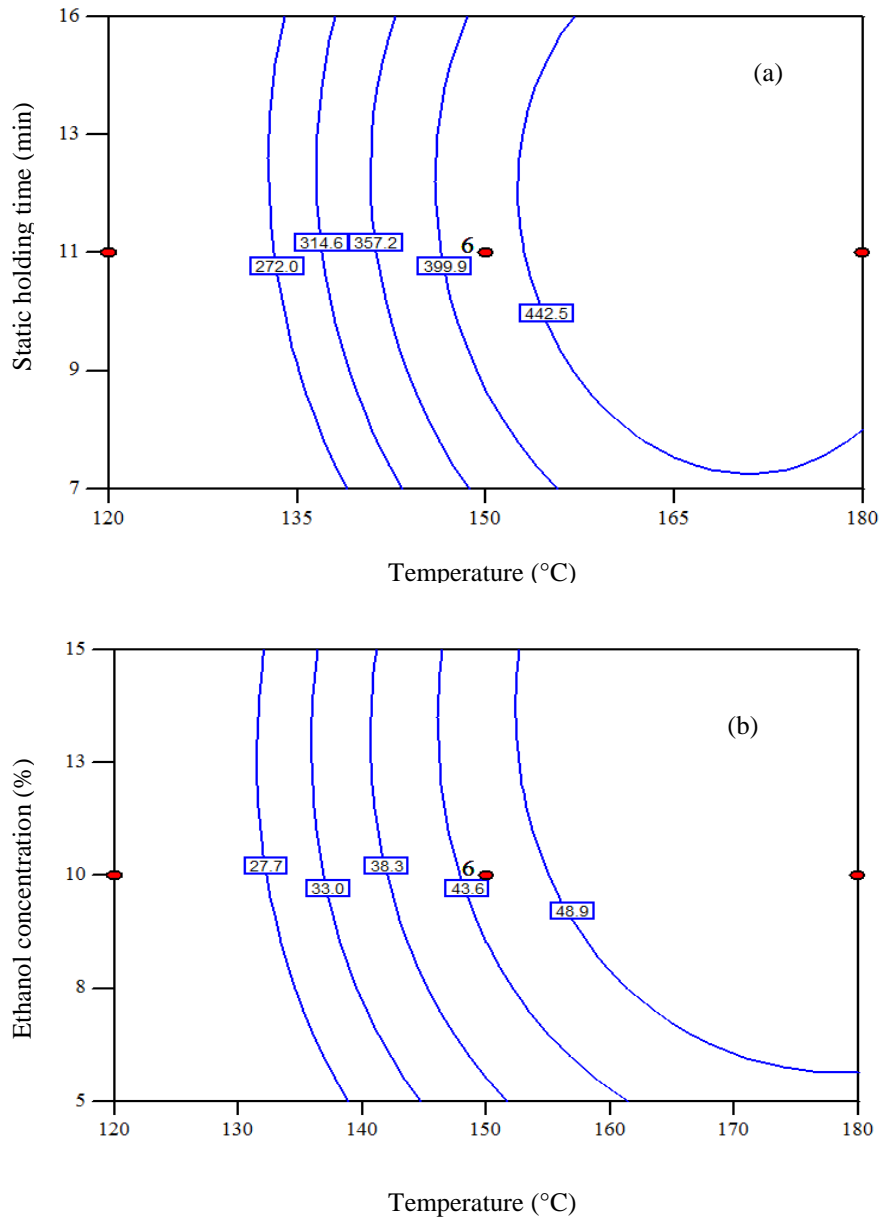 16
(a)
13
Static holding time (min)
314.6 357.2
6
11
272.0
399.9
442.5
9
7
120 135 150 165 180
Temperature (°C)
15
(b)
13
Ethanol concentration (%)
27.7 38.3
6
10
33.0 43.6
48.9
8
5
120 130 140 150 160 170 180
Temperature (°C)